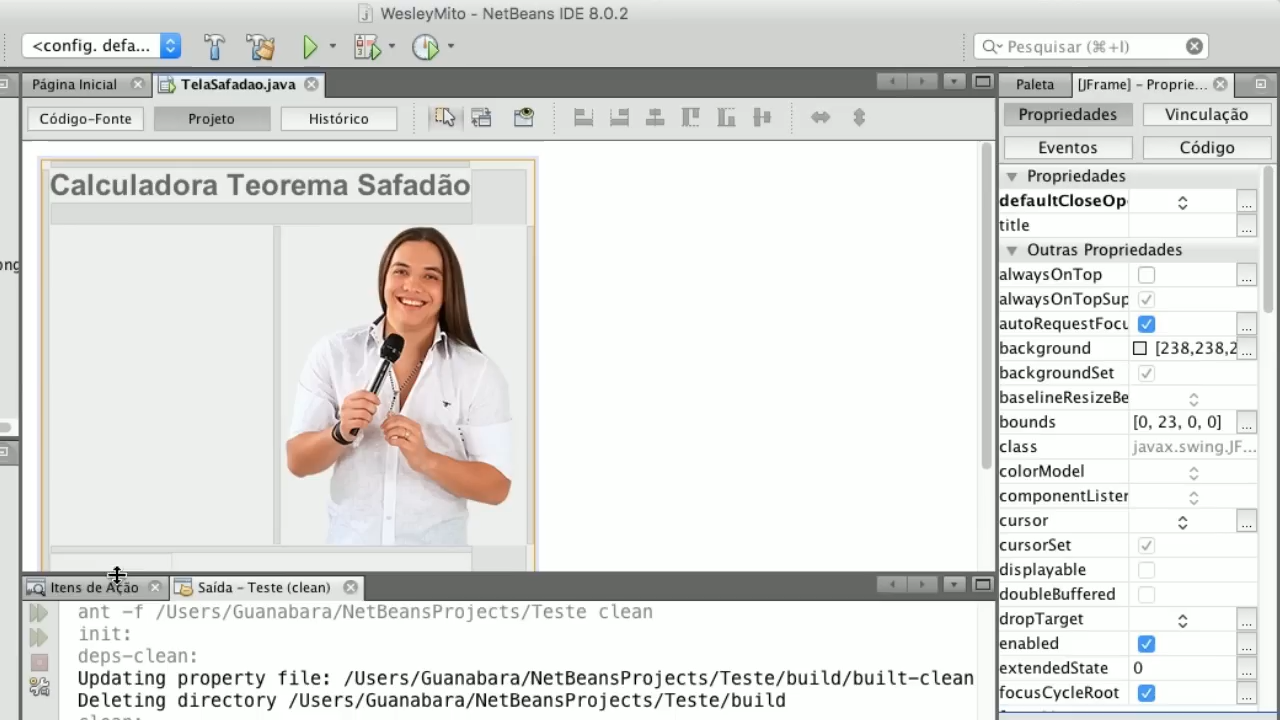 WesleyMito - NetBeans IDE 8.0.2
<config. defa...
Pesquisar (⌘+I)
Página Inicial
TelaSafadao.java
Paleta
[JFrame] - Proprie...
Código-Fonte
Projeto
Histórico
Propriedades
Vinculação
Eventos
Código
Calculadora Teorema Safadão
ong
Propriedades
defaultCloseOp
title
Outras Propriedades
alwaysOnTop
alwaysOnTopSup
autoRequestFocu
background
[238,238,2
backgroundSet
baselineResizeBe
bounds
[0, 23, 0, 0]
class
javax.swing.JF...
colorModel
componentListen
cursor
cursorSet
displayable
doubleBuffered
dropTarget
enabled
extendedState
0
focusCycleRoot
Itens de Ação
Saída - Teste (clean)
ant -f /Users/Guanabara/NetBeansProjects/Teste clean
init:
deps-clean:
Updating property file: /Users/Guanabara/NetBeansProjects/Teste/build/built-clean
Deleting directory /Users/Guanabara/NetBeansProjects/Teste/build
clean: